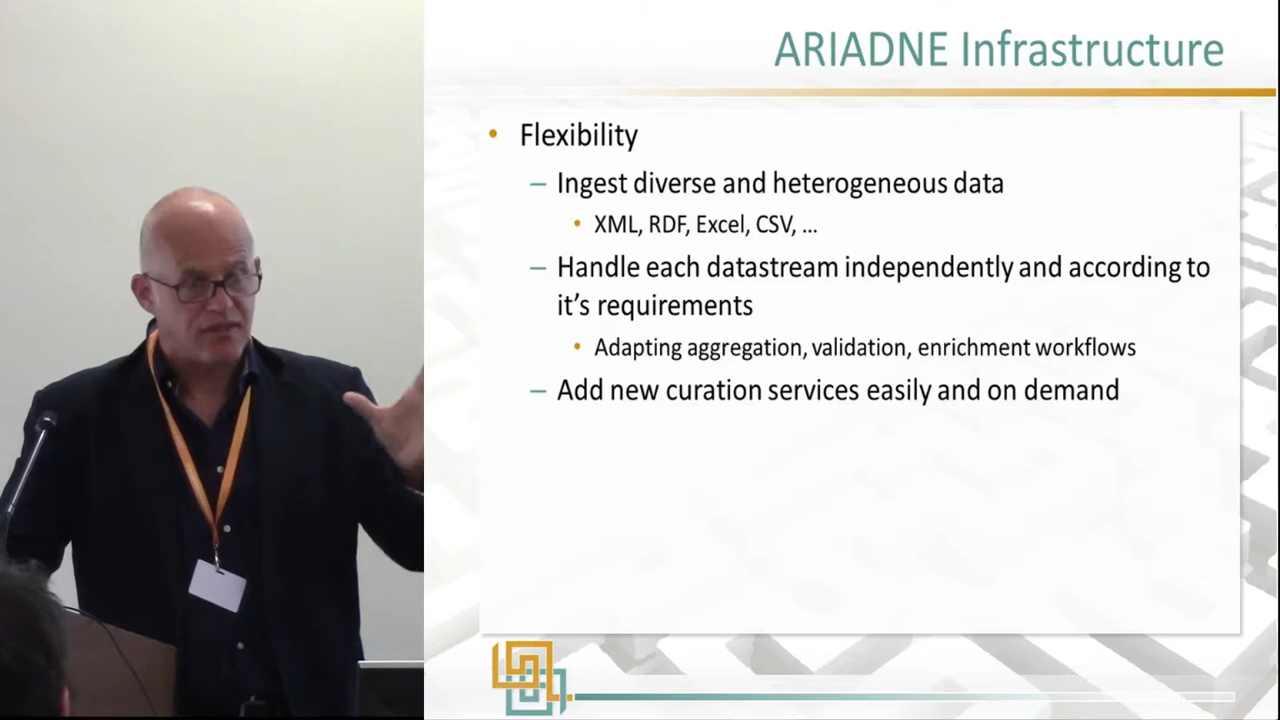 ARIADNE Infrastructure
• Flexibility
– Ingest diverse and heterogeneous data
• XML, RDF, Excel, CSV, ...
– Handle each datastream independently and according to
it's requirements
• Adapting aggregation, validation, enrichment workflows
– Add new curation services easily and on demand